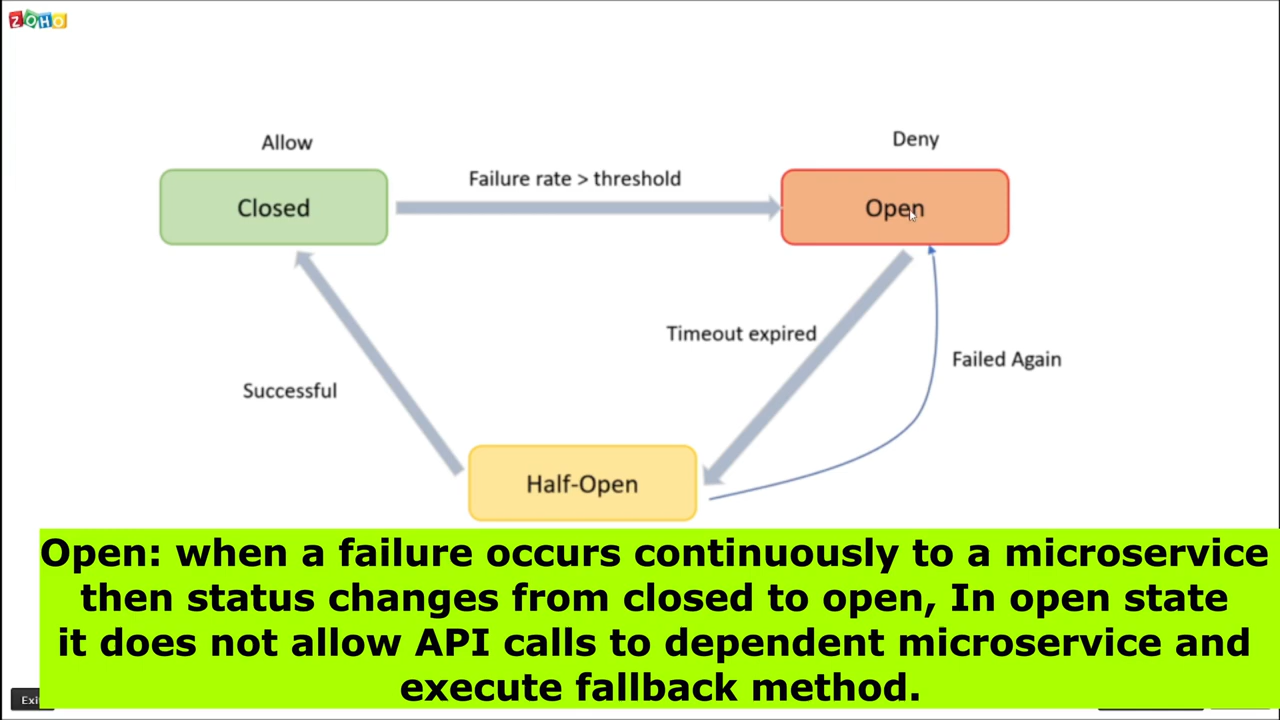 ZOHO
Allow
Deny
Failure rate > threshold
Closed
Open
Timeout expired
Failed Again
Successful
Half-Open
Open: when a failure occurs continuously to a microservice
then status changes from closed to open, In open state
it does not allow API calls to dependent microservice and
execute fallback method.